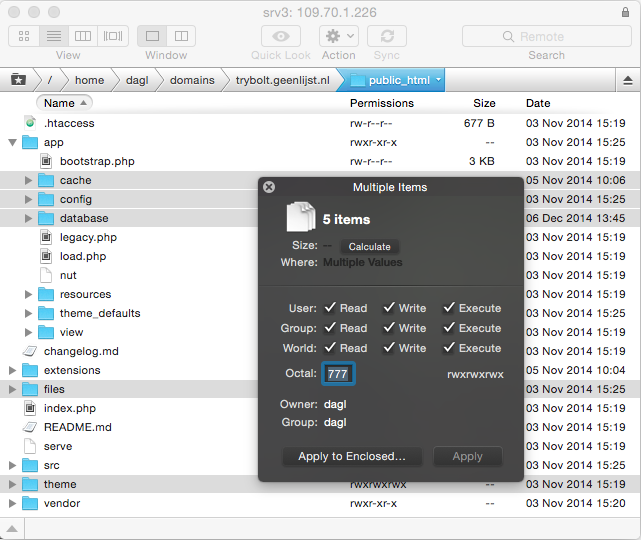 srv3: 109.70.1.226
View Window Quick Look Action Sync Remote Search
/ home dagl domains trybolt.geenlijst.nl public_html
Name Permissions Size Date
.htaccess rw-r--r-- 677 B 03 Nov 2014 15:19
app rwxr-xr-x -- 03 Nov 2014 15:25
bootstrap.php rw-r--r-- 3 KB 03 Nov 2014 15:19
cache 05 Nov 2014 10:06
config 03 Nov 2014 15:25
database 06 Dec 2014 13:45
legacy.php 03 Nov 2014 15:19
load.php 03 Nov 2014 15:19
nut 03 Nov 2014 15:19
resources 03 Nov 2014 15:19
theme_defaults 03 Nov 2014 15:25
view 03 Nov 2014 15:19
changelog.md 03 Nov 2014 15:19
extensions 05 Nov 2014 10:04
files 03 Nov 2014 15:25
index.php 03 Nov 2014 15:19
README.md 03 Nov 2014 15:19
serve 03 Nov 2014 15:19
src 03 Nov 2014 15:25
theme rwxrwxrwx -- 03 Nov 2014 15:19
vendor rwxr-xr-x -- 03 Nov 2014 15:20
Multiple Items
5 items
Size: -- Calculate
Where: Multiple Values
User: Read Write Execute
Group: Read Write Execute
World: Read Write Execute
Octal: 777 rwxrwxrwx
Owner: dagl
Group: dagl
Apply to Enclosed... Apply